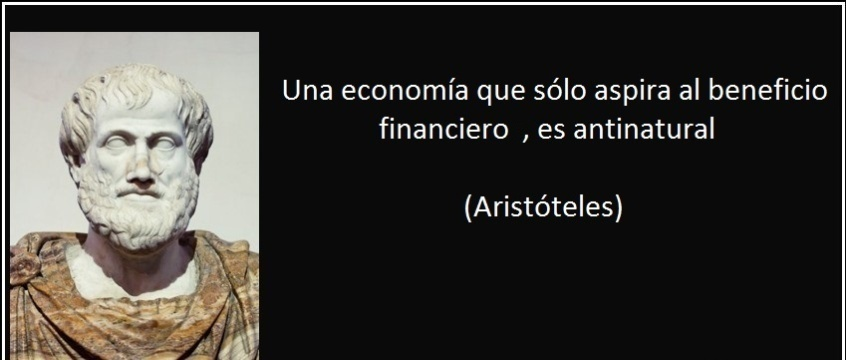 Una economía que sólo aspira al beneficio
financiero , es antinatural
(Aristóteles)